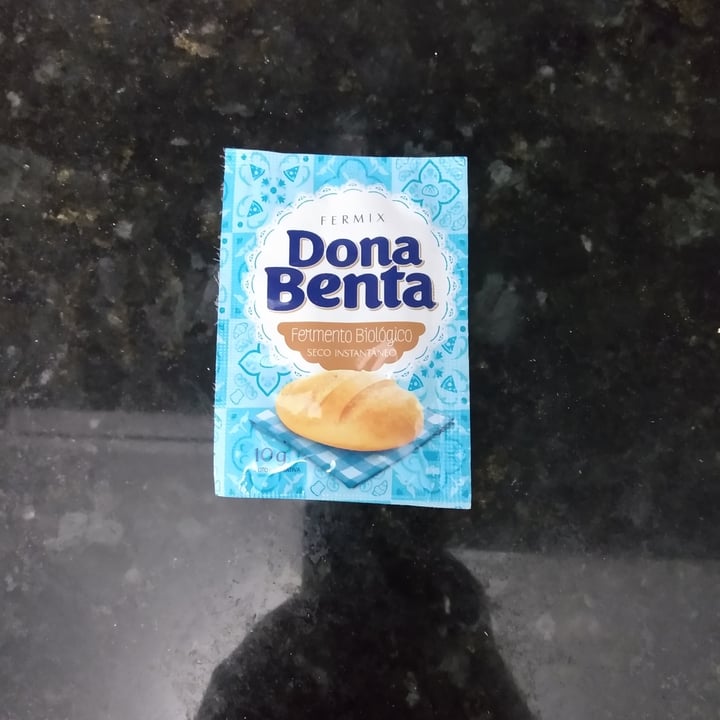 FERMIX
Dona
Benta
Fermento Biológico
SECO INSTANTÂNEO
10g